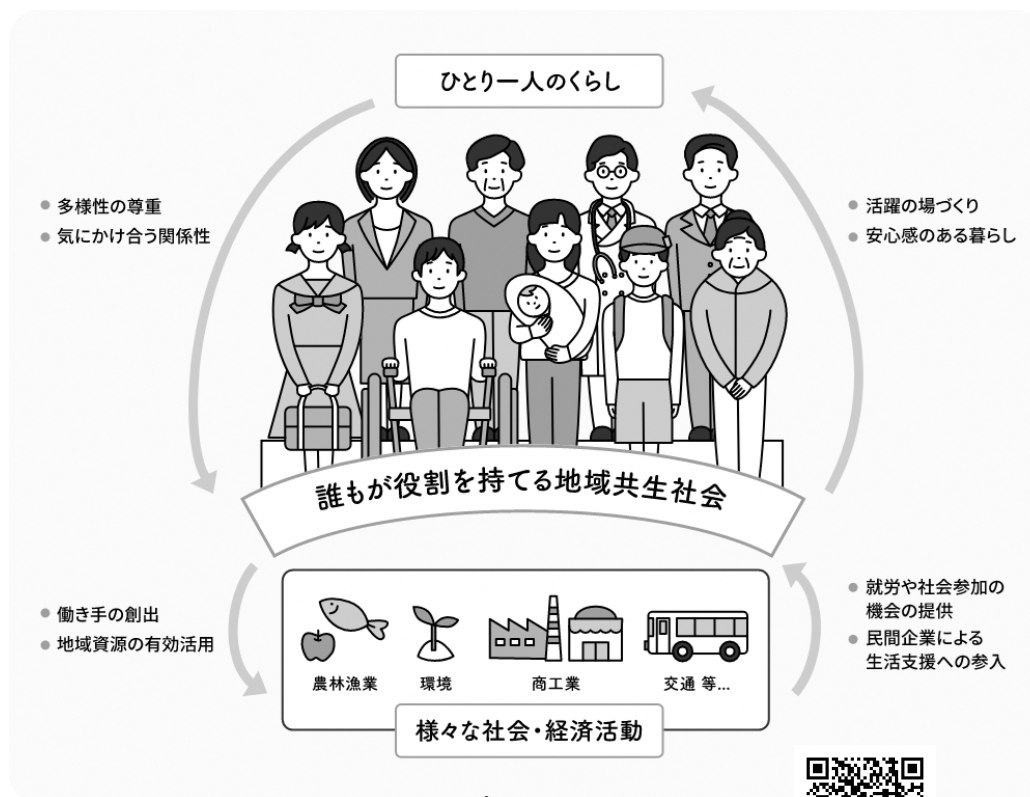 ひとり一人のくらし
多様性の尊重
気にかけ合う関係性
活躍の場づくり
安心感のある暮らし
誰もが役割を持てる地域共生社会
働き手の創出
地域資源の有効活用
就労や社会参加の
機会の提供
民間企業による
生活支援への参入
農林漁業
環境
商工業
交通 等...
様々な社会・経済活動